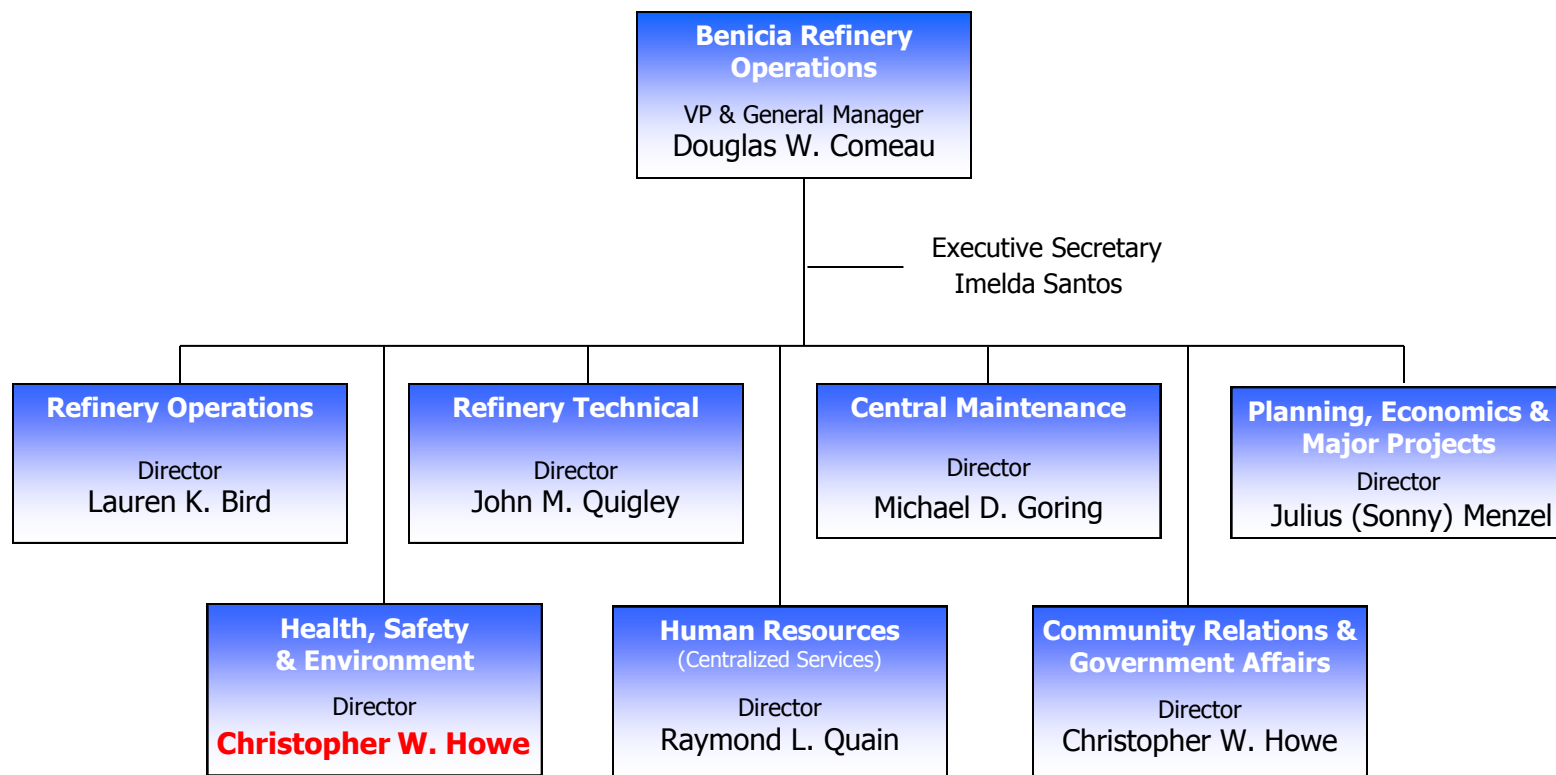 Benicia Refinery
Operations
VP & General Manager
Douglas W. Comeau
Executive Secretary
Imelda Santos
Refinery Operations
Director
Lauren K. Bird
Refinery Technical
Director
John M. Quigley
Central Maintenance
Director
Michael D. Goring
Planning, Economics &
Major Projects
Director
Julius (Sonny) Menzel
Health, Safety
& Environment
Director
Christopher W. Howe
Human Resources
(Centralized Services)
Director
Raymond L. Quain
Community Relations &
Government Affairs
Director
Christopher W. Howe